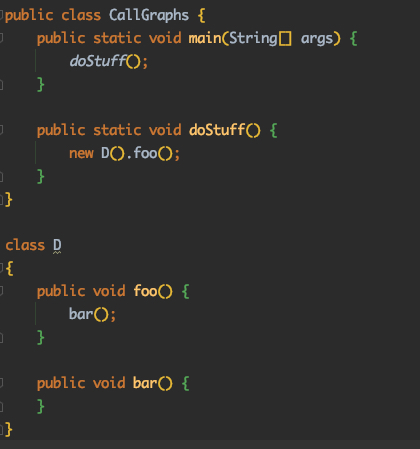 public class CallGraphs {
    public static void main(String[] args) {
        doStuff();
    }

    public static void doStuff() {
        new D().foo();
    }
}

class D
{
    public void foo() {
        bar();
    }

    public void bar() {
    }
}